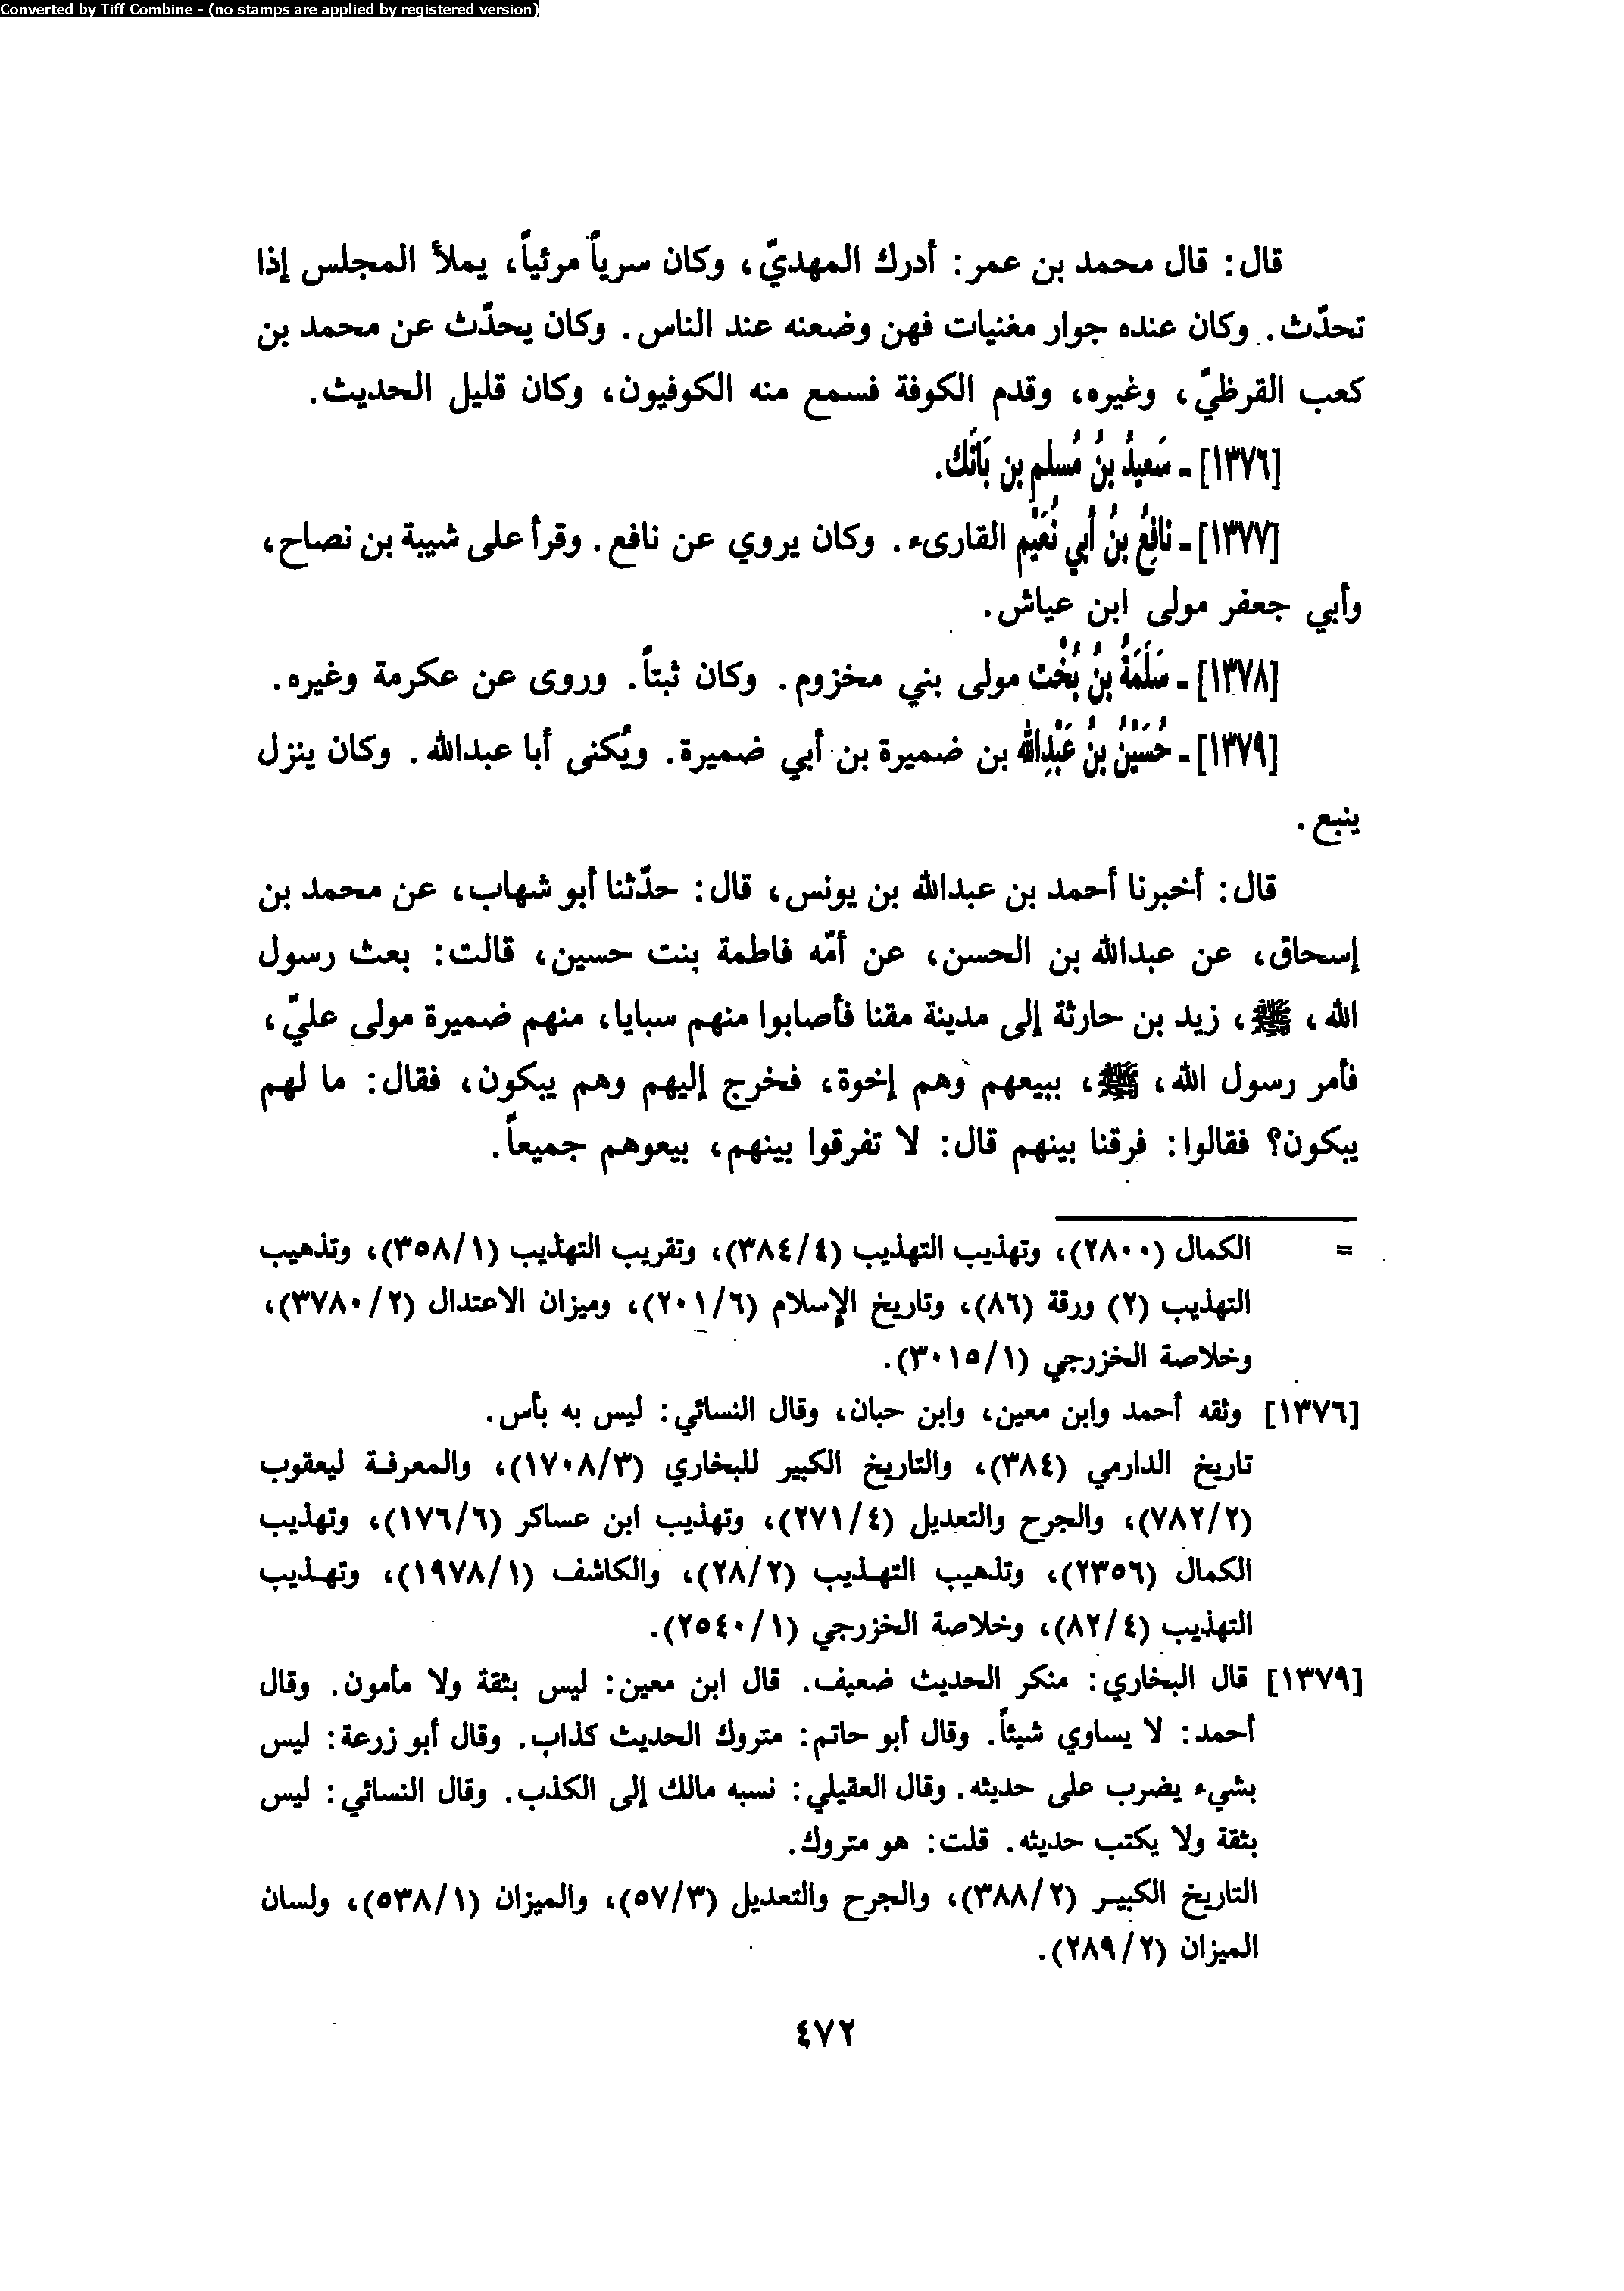 Converted by Tiff Combine - (no stamps are applied by registered version)
قال: قال محمد بن عمر: أدرك المهديّ، وكان سرياً مرئياً، يملأ المجلس إذا
تحدّث. وكان عنده جوار مغنيات فهن وضعنه عند الناس. وكان يحدّث عن محمد بن
كعب القرظيّ، وغيره، وقدم الكوفة فسمع منه الكوفيون، وكان قليل الحديث.
[١٣٧٦] ـ سَعيدُ بنُ مُسلم بن بَانَك.
[١٣٧٧] ـ نافِعُ بنُ أبي نُعَيْم القارىء. وكان يروي عن نافع. وقرأ على شيبة بن نصاح،
وأبي جعفر مولى ابن عياش.
[١٣٧٨] ـ سَلَمَةُ بنُ بُخْت مولى بني مخزوم. وكان ثبتاً. وروى عن عكرمة وغيره.
[١٣٧٩] ـ حُسَيْنُ بنُ عَبْدِالله بن ضميرة بن أبي ضميرة. ويُكنى أبا عبدالله. وكان ينزل
ينبع.
قال: أخبرنا أحمد بن عبدالله بن يونس، قال: حدّثنا أبو شهاب، عن محمد بن
إسحاق، عن عبدالله بن الحسن، عن أمّه فاطمة بنت حسين، قالت: بعث رسول
الله، ﷺ، زيد بن حارثة إلى مدينة مقنا فأصابوا منهم سبايا، منهم ضميرة مولى عليّ،
فأمر رسول الله، ﷺ، ببيعهم وهم إخوة، فخرج إليهم وهم يبكون، فقال: ما لهم
يبكون؟ فقالوا: فرقنا بينهم قال: لا تفرقوا بينهم، بيعوهم جميعاً.
= الكمال (٢٨٠٠)، وتهذيب التهذيب (٣٨٤/٤)، وتقريب التهذيب (٣٥٨/١)، وتذهيب
التهذيب (٢) ورقة (٨٦)، وتاريخ الإسلام (٢٠١/٦)، وميزان الاعتدال (٣٧٨٠/٢)،
وخلاصة الخزرجي (٣٠١٥/١).
[١٣٧٦] وثقه أحمد وابن معين، وابن حبان، وقال النسائي: ليس به بأس.
تاريخ الدارمي (٣٨٤)، والتاريخ الكبير للبخاري (١٧٠٨/٣)، والمعرفة ليعقوب
(٧٨٢/٢)، والجرح والتعديل (٢٧١/٤)، وتهذيب ابن عساكر (١٧٦/٦)، وتهذيب
الكمال (٢٣٥٦)، وتذهيب التهذيب (٢٨/٢)، والكاشف (١٩٧٨/١)، وتهذيب
التهذيب (٨٢/٤)، وخلاصة الخزرجي (٢٥٤٠/١).
[١٣٧٩] قال البخاري: منكر الحديث ضعيف. قال ابن معين: ليس بثقة ولا مأمون. وقال
أحمد: لا يساوي شيئاً. وقال أبو حاتم: متروك الحديث كذاب. وقال أبو زرعة: ليس
بشيء يضرب على حديثه. وقال العقيلي: نسبه مالك إلى الكذب. وقال النسائي: ليس
بثقة ولا يكتب حديثه. قلت: هو متروك.
التاريخ الكبير (٣٨٨/٢)، والجرح والتعديل (٥٧/٣)، والميزان (٥٣٨/١)، ولسان
الميزان (٢٨٩/٢).
٤٧٢